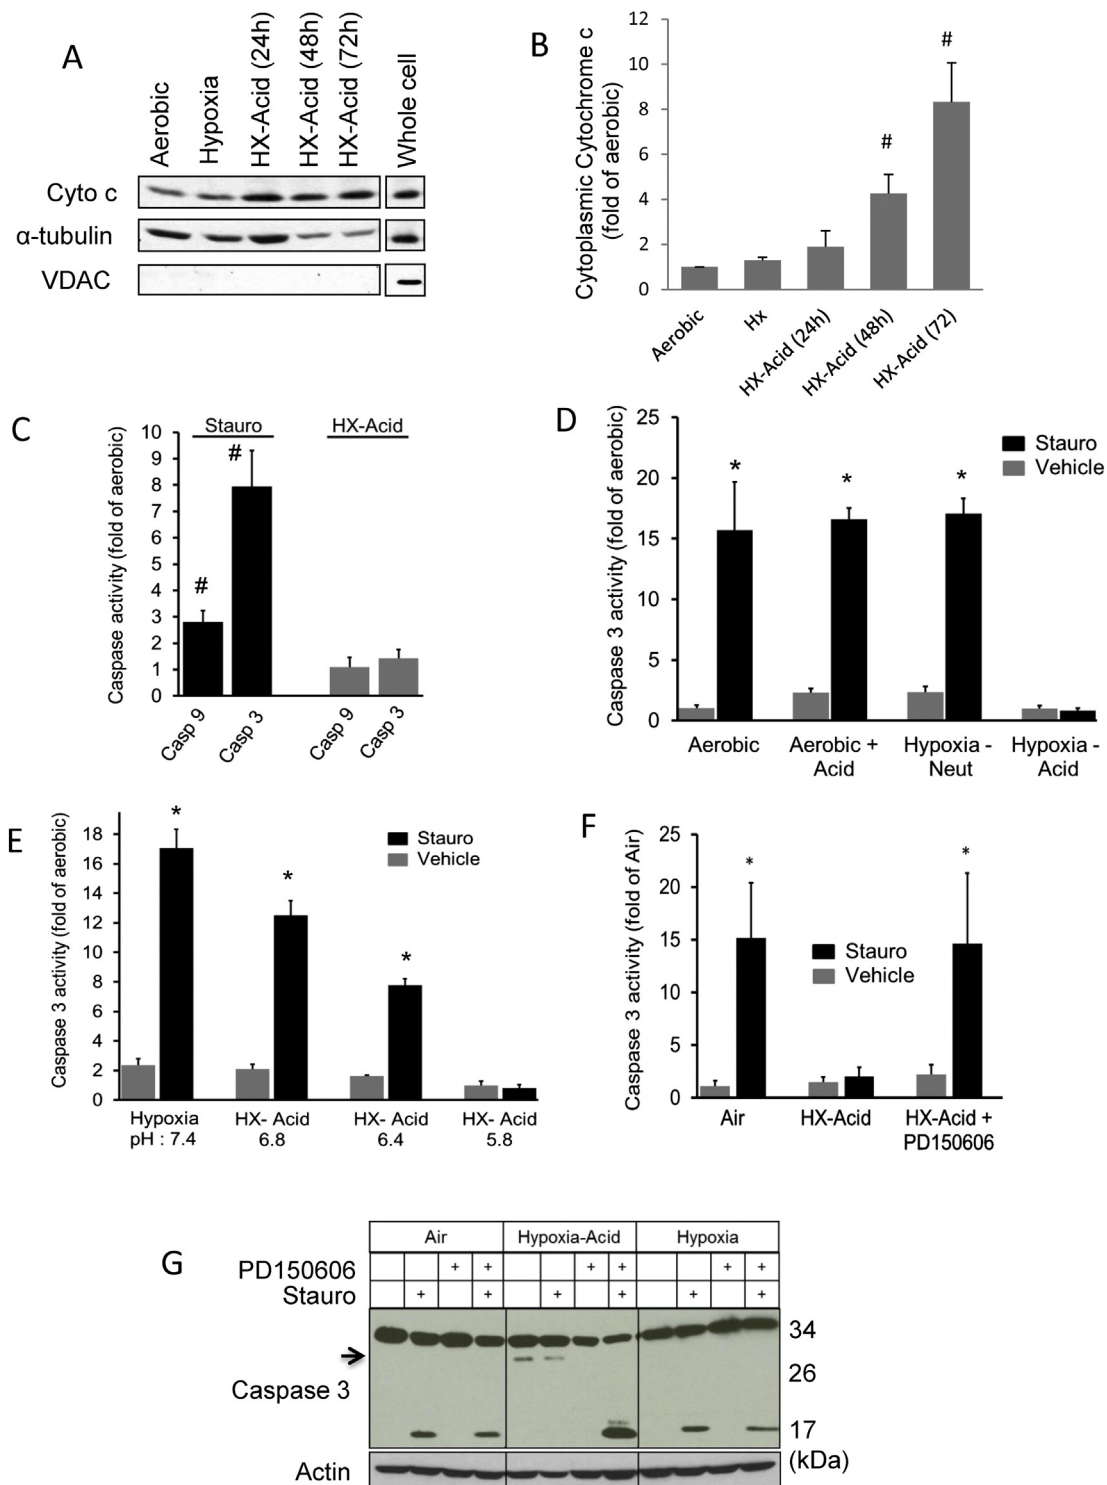 A
Aerobic
Hypoxia
HX-Acid (24h)
HX-Acid (48h)
HX-Acid (72h)
Whole cell
Cyto c
α-tubulin
VDAC
B
Cytoplasmic Cytochrome c
(fold of aerobic)
12
10
8
6
4
2
0
#
#
Aerobic
Hx
HX-Acid (24h)
HX-Acid (48h)
HX-Acid (72)
C
Caspase activity (fold of aerobic)
10
9
8
7
6
5
4
3
2
1
0
Stauro
HX-Acid
#
#
Casp 9
Casp 3
Casp 9
Casp 3
D
Caspase 3 activity (fold of aerobic)
25
20
15
10
5
0
* * *
Stauro
Vehicle
Aerobic
Aerobic +
Acid
Hypoxia -
Neut
Hypoxia -
Acid
E
Caspase 3 activity (fold of aerobic)
18
16
14
12
10
8
6
4
2
0
* * *
Stauro
Vehicle
Hypoxia
pH : 7.4
HX- Acid
6.8
HX- Acid
6.4
HX- Acid
5.8
F
Caspase 3 activity (fold of Air)
25
20
15
10
5
0
* *
Stauro
Vehicle
Air
HX-Acid
HX-Acid +
PD150606
G
Air Hypoxia-Acid Hypoxia
PD150606 + + + + + +
Stauro + + + + + +
34
26
Caspase 3
17
(kDa)
Actin